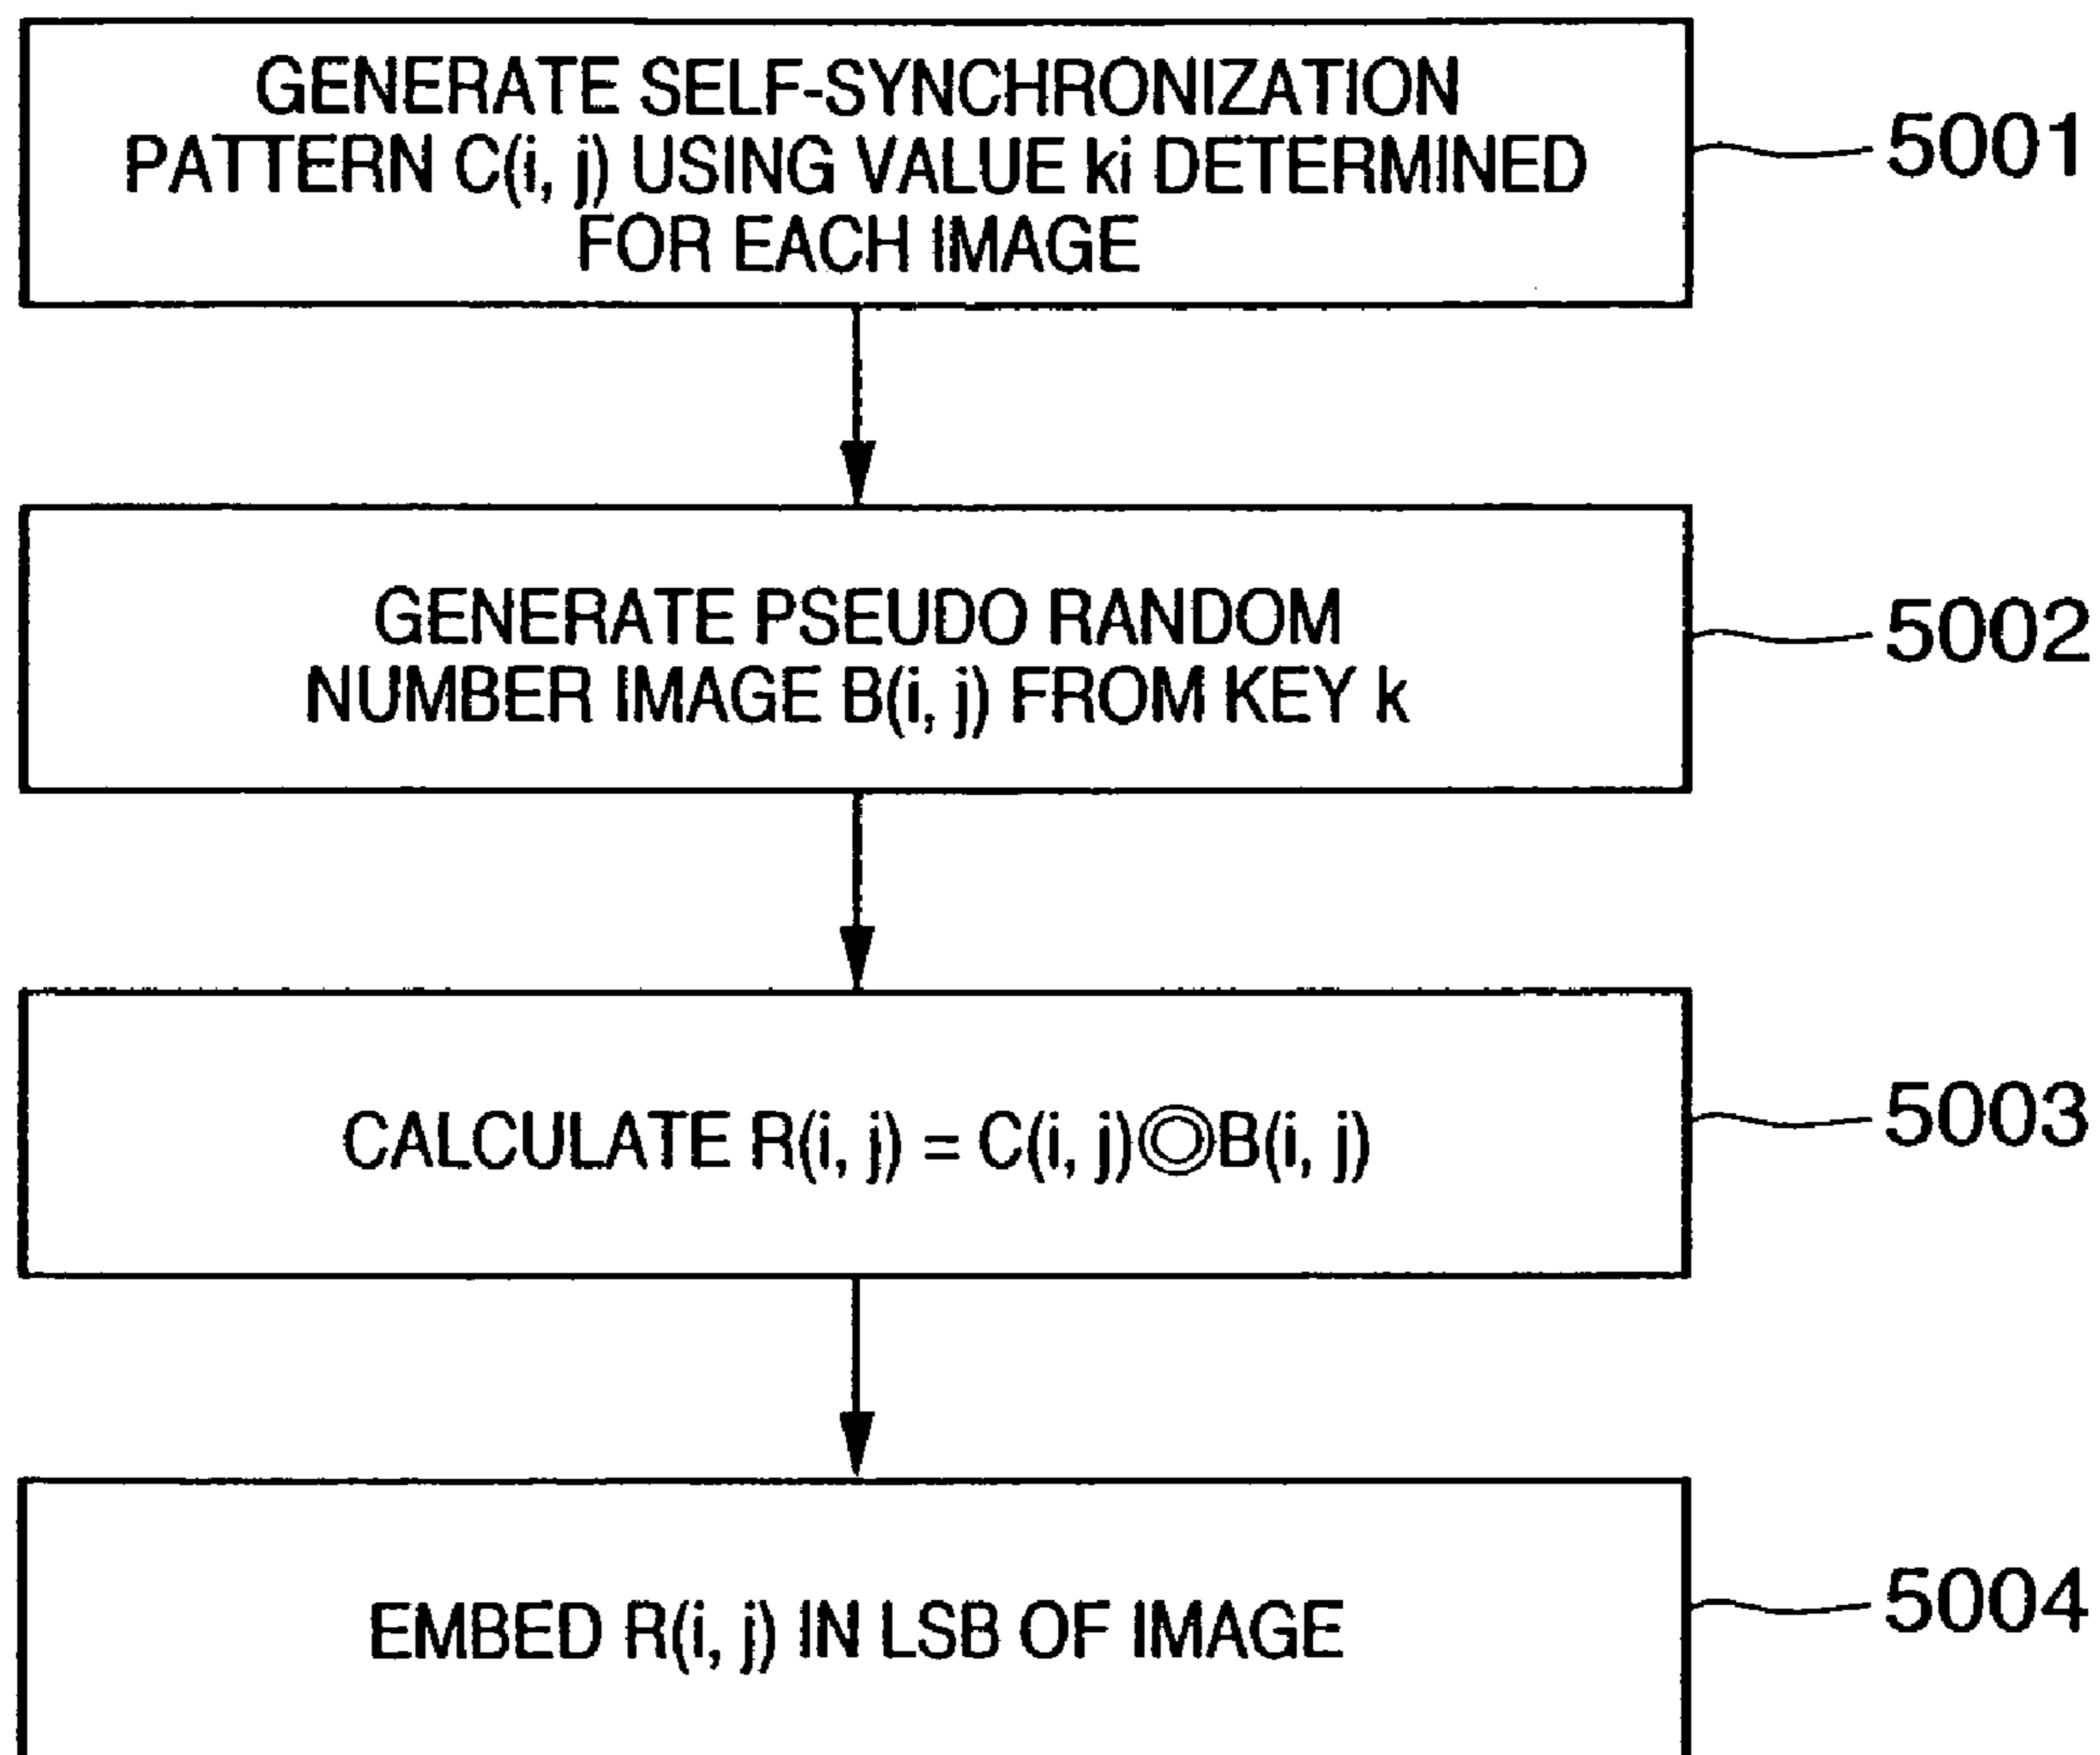 GENERATE SELF-SYNCHRONIZATION
PATTERN C(i, j) USING VALUE ki DETERMINED
FOR EACH IMAGE
5001
GENERATE PSEUDO RANDOM
NUMBER IMAGE B(i, j) FROM KEY k
5002
CALCULATE R(i, j) = C(i, j)◎B(i, j)
5003
EMBED R(i, j) IN LSB OF IMAGE
5004